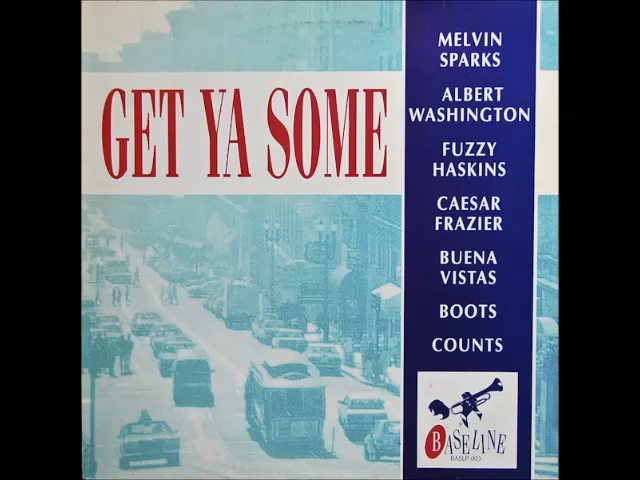 GET YA SOME
MELVIN
SPARKS
ALBERT
WASHINGTON
FUZZY
HASKINS
CAESAR
FRAZIER
BUENA
VISTAS
BOOTS
COUNTS
BASELINE
BASLP 003